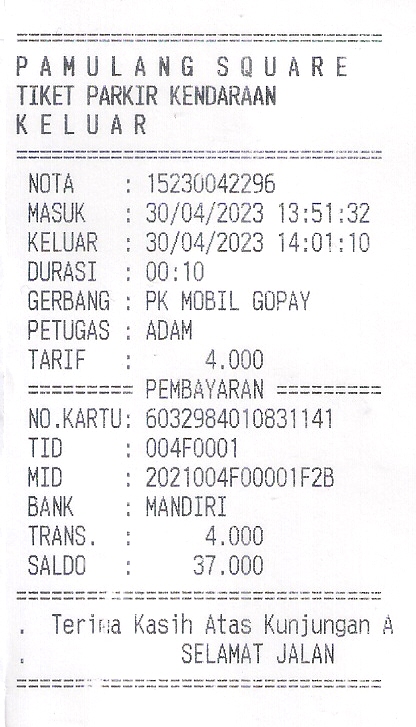 ================================
PAMULANG SQUARE
TIKET PARKIR KENDARAAN
KELUAR
================================
NOTA : 15230042296
MASUK : 30/04/2023 13:51:32
KELUAR : 30/04/2023 14:01:10
DURASI : 00:10
GERBANG : PK MOBIL GOPAY
PETUGAS : ADAM
TARIF : 4.000
========= PEMBAYARAN =========
NO.KARTU: 6032984010831141
TID : 004F0001
MID : 2021004F00001F2B
BANK : MANDIRI
TRANS. : 4.000
SALDO : 37.000
================================
. Terima Kasih Atas Kunjungan A
. SELAMAT JALAN
================================